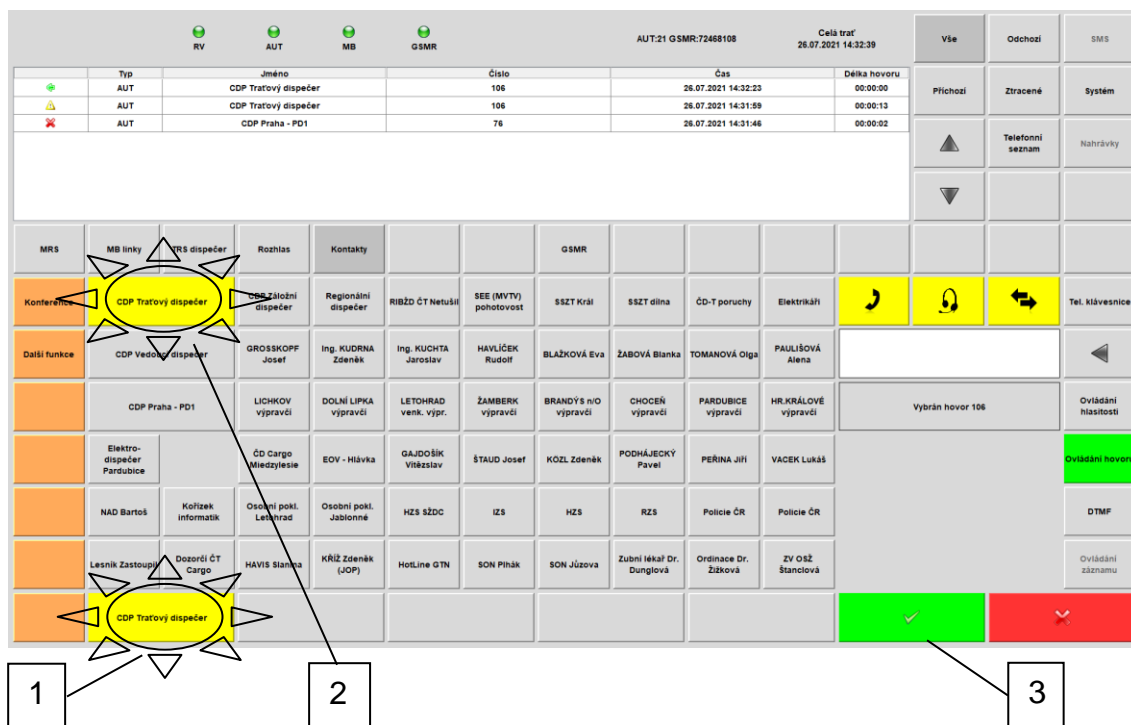 RV AUT MB GSMR
AUT:21 GSMR:72468108
Celá trať
26.07.2021 14:32:39
Vše Odchozí SMS
Typ Jméno Číslo Čas Délka hovoru
AUT CDP Traťový dispečer 106 26.07.2021 14:32:23 00:00:00
AUT CDP Traťový dispečer 106 26.07.2021 14:31:59 00:00:13
AUT CDP Praha - PD1 76 26.07.2021 14:31:46 00:00:02
Příchozí Ztracené Systém
Telefonní
seznam
Nahrávky
MRS MB linky TRS dispečer Rozhlas Kontakty GSMR
Konference
CDP Traťový dispečer
CDP Záložní
dispečer
Regionální
dispečer
RIBŽD ČT Netušil
SEE (MVTV)
pohotovost
SSZT Král
SSZT dílna
ČD-T poruchy
Elektrikáři
Tel. klávesnice
Další funkce
CDP Vedoucí dispečer
GROSSKOPF
Josef
Ing. KUDRNA
Zdeněk
Ing. KUCHTA
Jaroslav
HAVLÍČEK
Rudolf
BLAŽKOVÁ Eva
ŽABOVÁ Blanka
TOMANOVÁ Olga
PAULIŠOVÁ
Alena
CDP Praha - PD1
LICHKOV
výpravčí
DOLNÍ LIPKA
výpravčí
LETOHRAD
venk. výpr.
ŽAMBERK
výpravčí
BRANDÝS n/O
výpravčí
CHOCEŇ
výpravčí
PARDUBICE
výpravčí
HR.KRÁLOVÉ
výpravčí
Vybrán hovor 106
Ovládání
hlasitosti
Elektro-
dispečer
Pardubice
ČD Cargo
Miedzylesie
EOV - Hlávka
GAJDOŠÍK
Vítězslav
ŠTAUD Josef
KÖZL Zdeněk
PODHÁJECKÝ
Pavel
PEŘINA Jiří
VACEK Lukáš
Ovládání hovoru
NAD Bartoš
Kořízek
informatik
Osobní pokl.
Letohrad
Osobní pokl.
Jablonné
HZS SŽDC
IZS
HZS
RZS
Policie ČR
Policie ČR
DTMF
Lesník Zastoupil
Dozorčí ČT
Cargo
HAVIS Slanina
KŘÍŽ Zdeněk
(JOP)
HotLine GTN
SON Plhák
SON Jůzova
Zubní lékař Dr.
Dunglová
Ordinace Dr.
Žižková
ZV OSŽ
Štanclová
Ovládání
záznamu
CDP Traťový dispečer
1 2 3